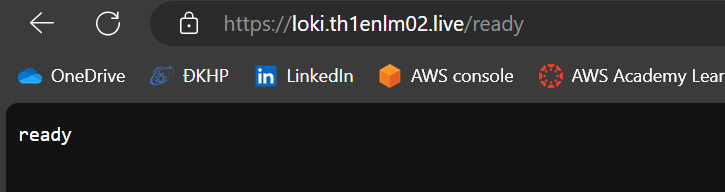 https://loki.th1enlm02.live/ready
OneDrive ĐKHP LinkedIn AWS console AWS Academy Lear
ready